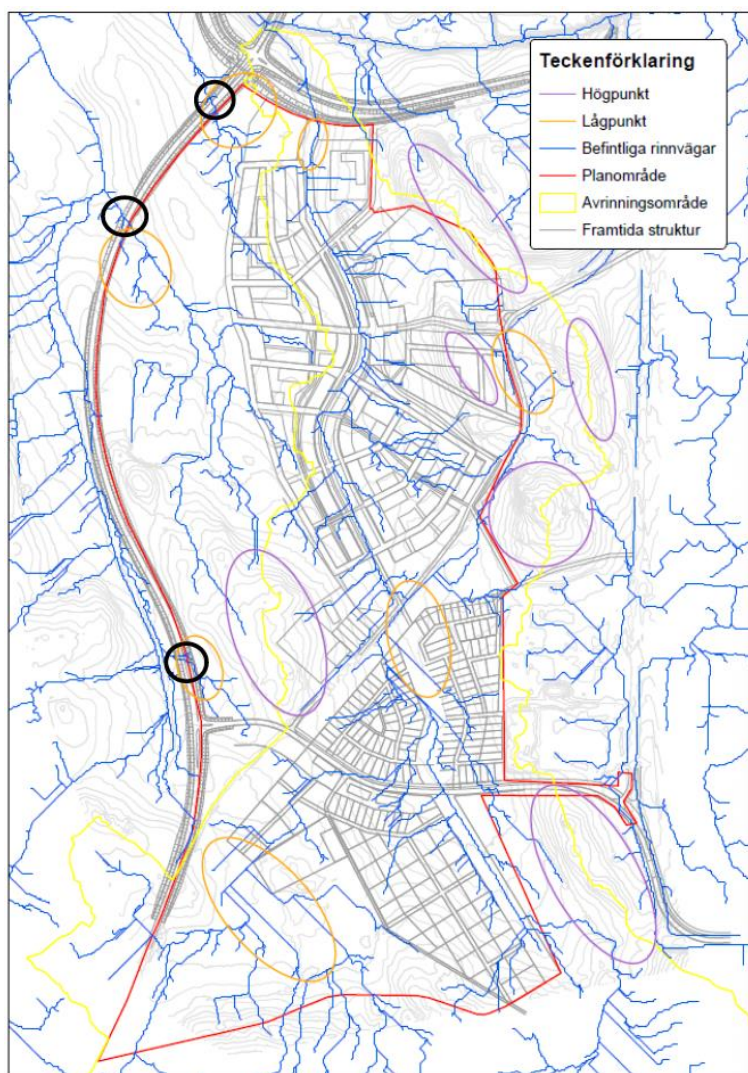 Teckenförklaring
Högpunkt
Lågpunkt
Befintliga rinnvägar
Planområde
Avrinningsområde
Framtida struktur